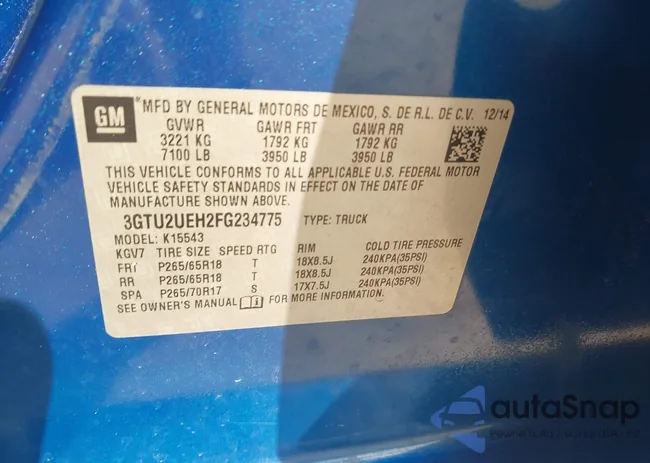 GM
*MFD BY GENERAL MOTORS DE MEXICO, S. DE R.L. DE C.V. 12/14
GVWR GAWR FRT GAWR RR
3221 KG 1792 KG 1792 KG
7100 LB 3950 LB 3950 LB
THIS VEHICLE CONFORMS TO ALL APPLICABLE U.S. FEDERAL MOTOR
VEHICLE SAFETY STANDARDS IN EFFECT ON THE DATE OF
MANUFACTURE SHOWN ABOVE.
3GTU2UEH2FG234775 TYPE: TRUCK
MODEL: K15543
KGV7 TIRE SIZE SPEED RTG RIM COLD TIRE PRESSURE
FRT P265/65R18 T 18X8.5J 240KPA(35PSI)
RR P265/65R18 T 18X8.5J 240KPA(35PSI)
SPA P265/70R17 S 17X7.5J 240KPA(35PSI)
SEE OWNER'S MANUAL FOR MORE INFORMATION.
autoSnap